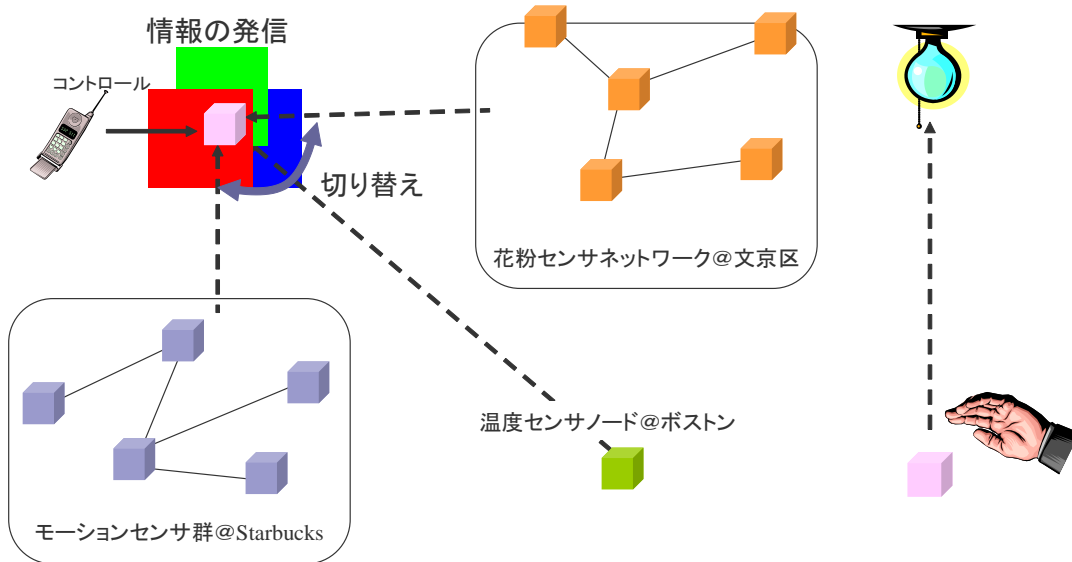 情報の発信
コントロール
切り替え
花粉センサネットワーク@文京区
温度センサノード@ボストン
モーションセンサ群@Starbucks